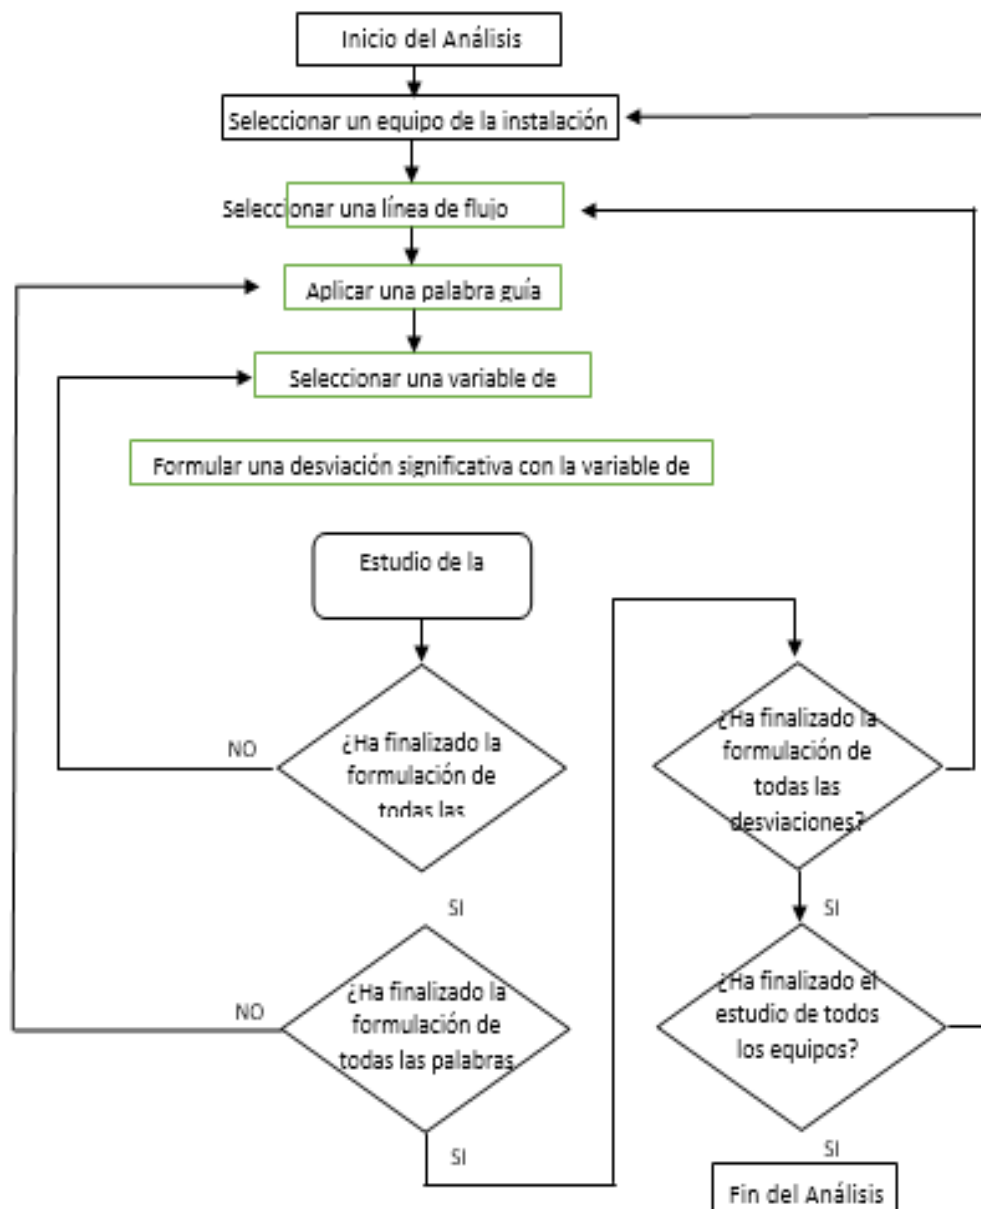 Inicio del Análisis
Seleccionar un equipo de la instalación
Seleccionar una línea de flujo
Aplicar una palabra guía
Seleccionar una variable de
Formular una desviación significativa con la variable de
Estudio de la
¿Ha finalizado la
formulación de
todas las
NO
SI
¿Ha finalizado la
formulación de
todas las palabras
NO
SI
¿Ha finalizado la
formulación de
todas las
desviaciones?
SI
¿Ha finalizado el
estudio de todos
los equipos?
SI
Fin del Análisis